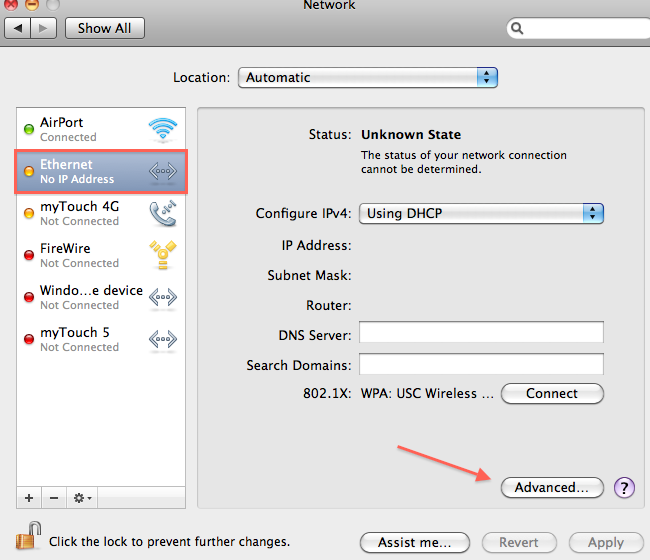 Network
Show All
Location: Automatic
AirPort
Connected
Ethernet
No IP Address
myTouch 4G
Not Connected
FireWire
Not Connected
Windo...e device
Not Connected
myTouch 5
Not Connected
Status: Unknown State
The status of your network connection
cannot be determined.
Configure IPv4: Using DHCP
IP Address:
Subnet Mask:
Router:
DNS Server:
Search Domains:
802.1X: WPA: USC Wireless ... Connect
Advanced... ?
Click the lock to prevent further changes.
Assist me... Revert Apply